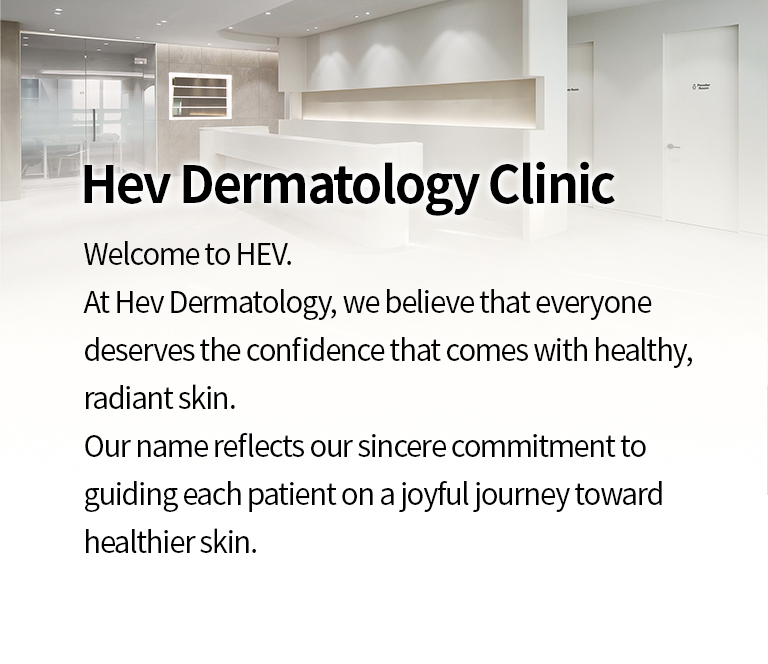 Hev Dermatology Clinic
Welcome to HEV.
At Hev Dermatology, we believe that everyone
deserves the confidence that comes with healthy,
radiant skin.
Our name reflects our sincere commitment to
guiding each patient on a joyful journey toward
healthier skin.